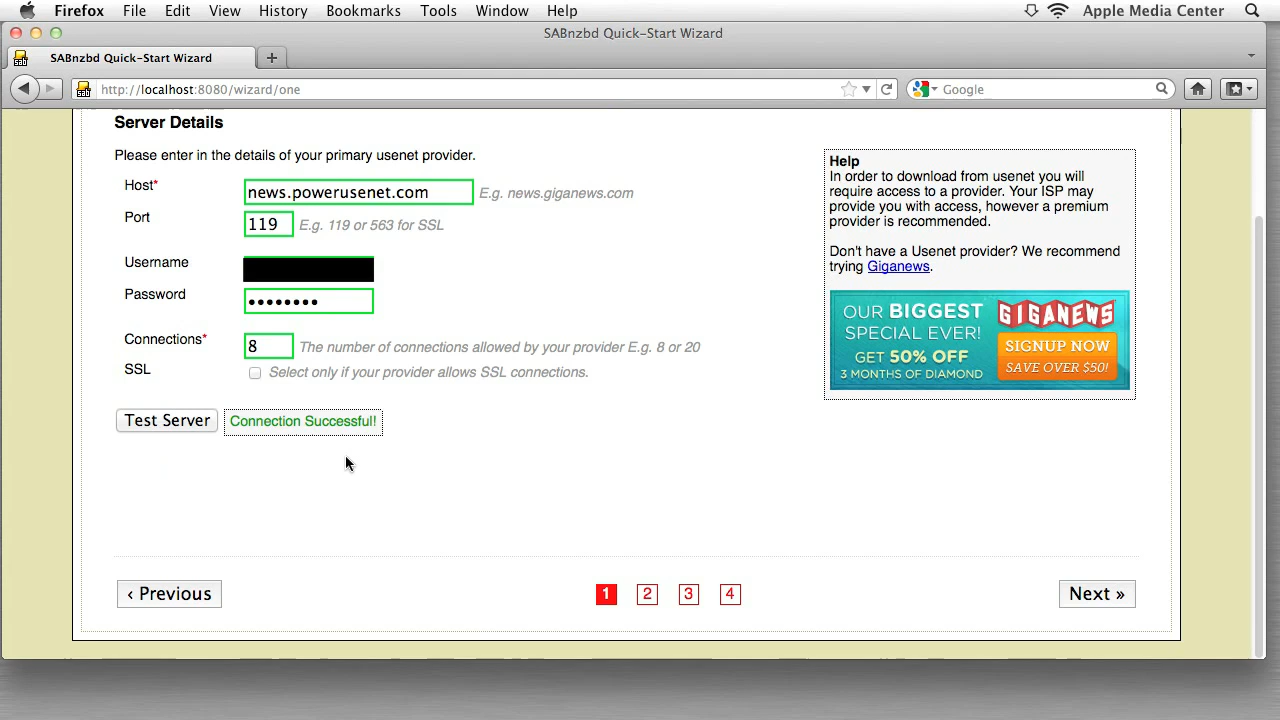 Firefox File Edit View History Bookmarks Tools Window Help Apple Media Center
SABnzbd Quick-Start Wizard
SABnzbd Quick-Start Wizard
http://localhost:8080/wizard/one
Google
Server Details
Please enter in the details of your primary usenet provider.
Host* news.powerusenet.com E.g. news.giganews.com
Port 119 E.g. 119 or 563 for SSL
Username
Password ••••••••
Connections* 8 The number of connections allowed by your provider E.g. 8 or 20
SSL Select only if your provider allows SSL connections.
Test Server Connection Successful!
Help
In order to download from usenet you will
require access to a provider. Your ISP may
provide you with access, however a premium
provider is recommended.
Don't have a Usenet provider? We recommend
trying Giganews.
OUR BIGGEST
SPECIAL EVER!
GET 50% OFF
3 MONTHS OF DIAMOND
GIGANEWS
SIGNUP NOW
SAVE OVER $50!
‹ Previous 1 2 3 4 Next »